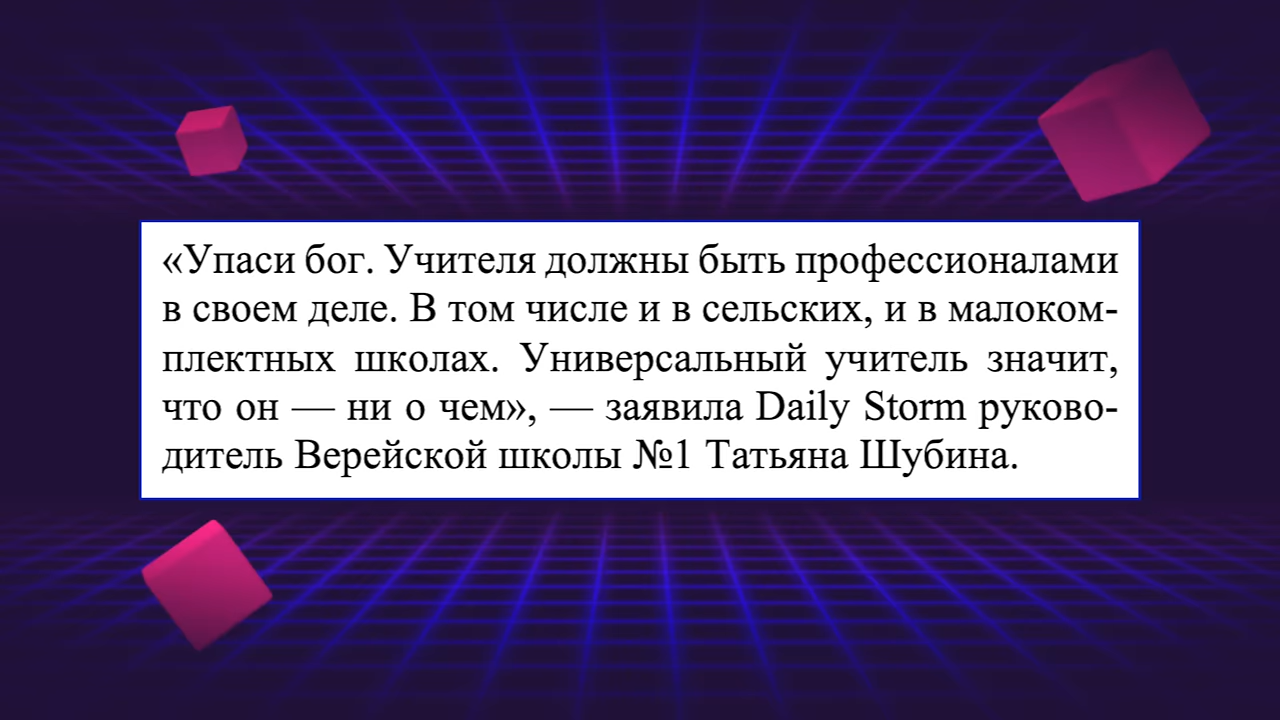 «Упаси бог. Учителя должны быть профессионалами
в своем деле. В том числе и в сельских, и в малоком-
плектных школах. Универсальный учитель значит,
что он — ни о чем», — заявила Daily Storm руково-
дитель Верейской школы №1 Татьяна Шубина.